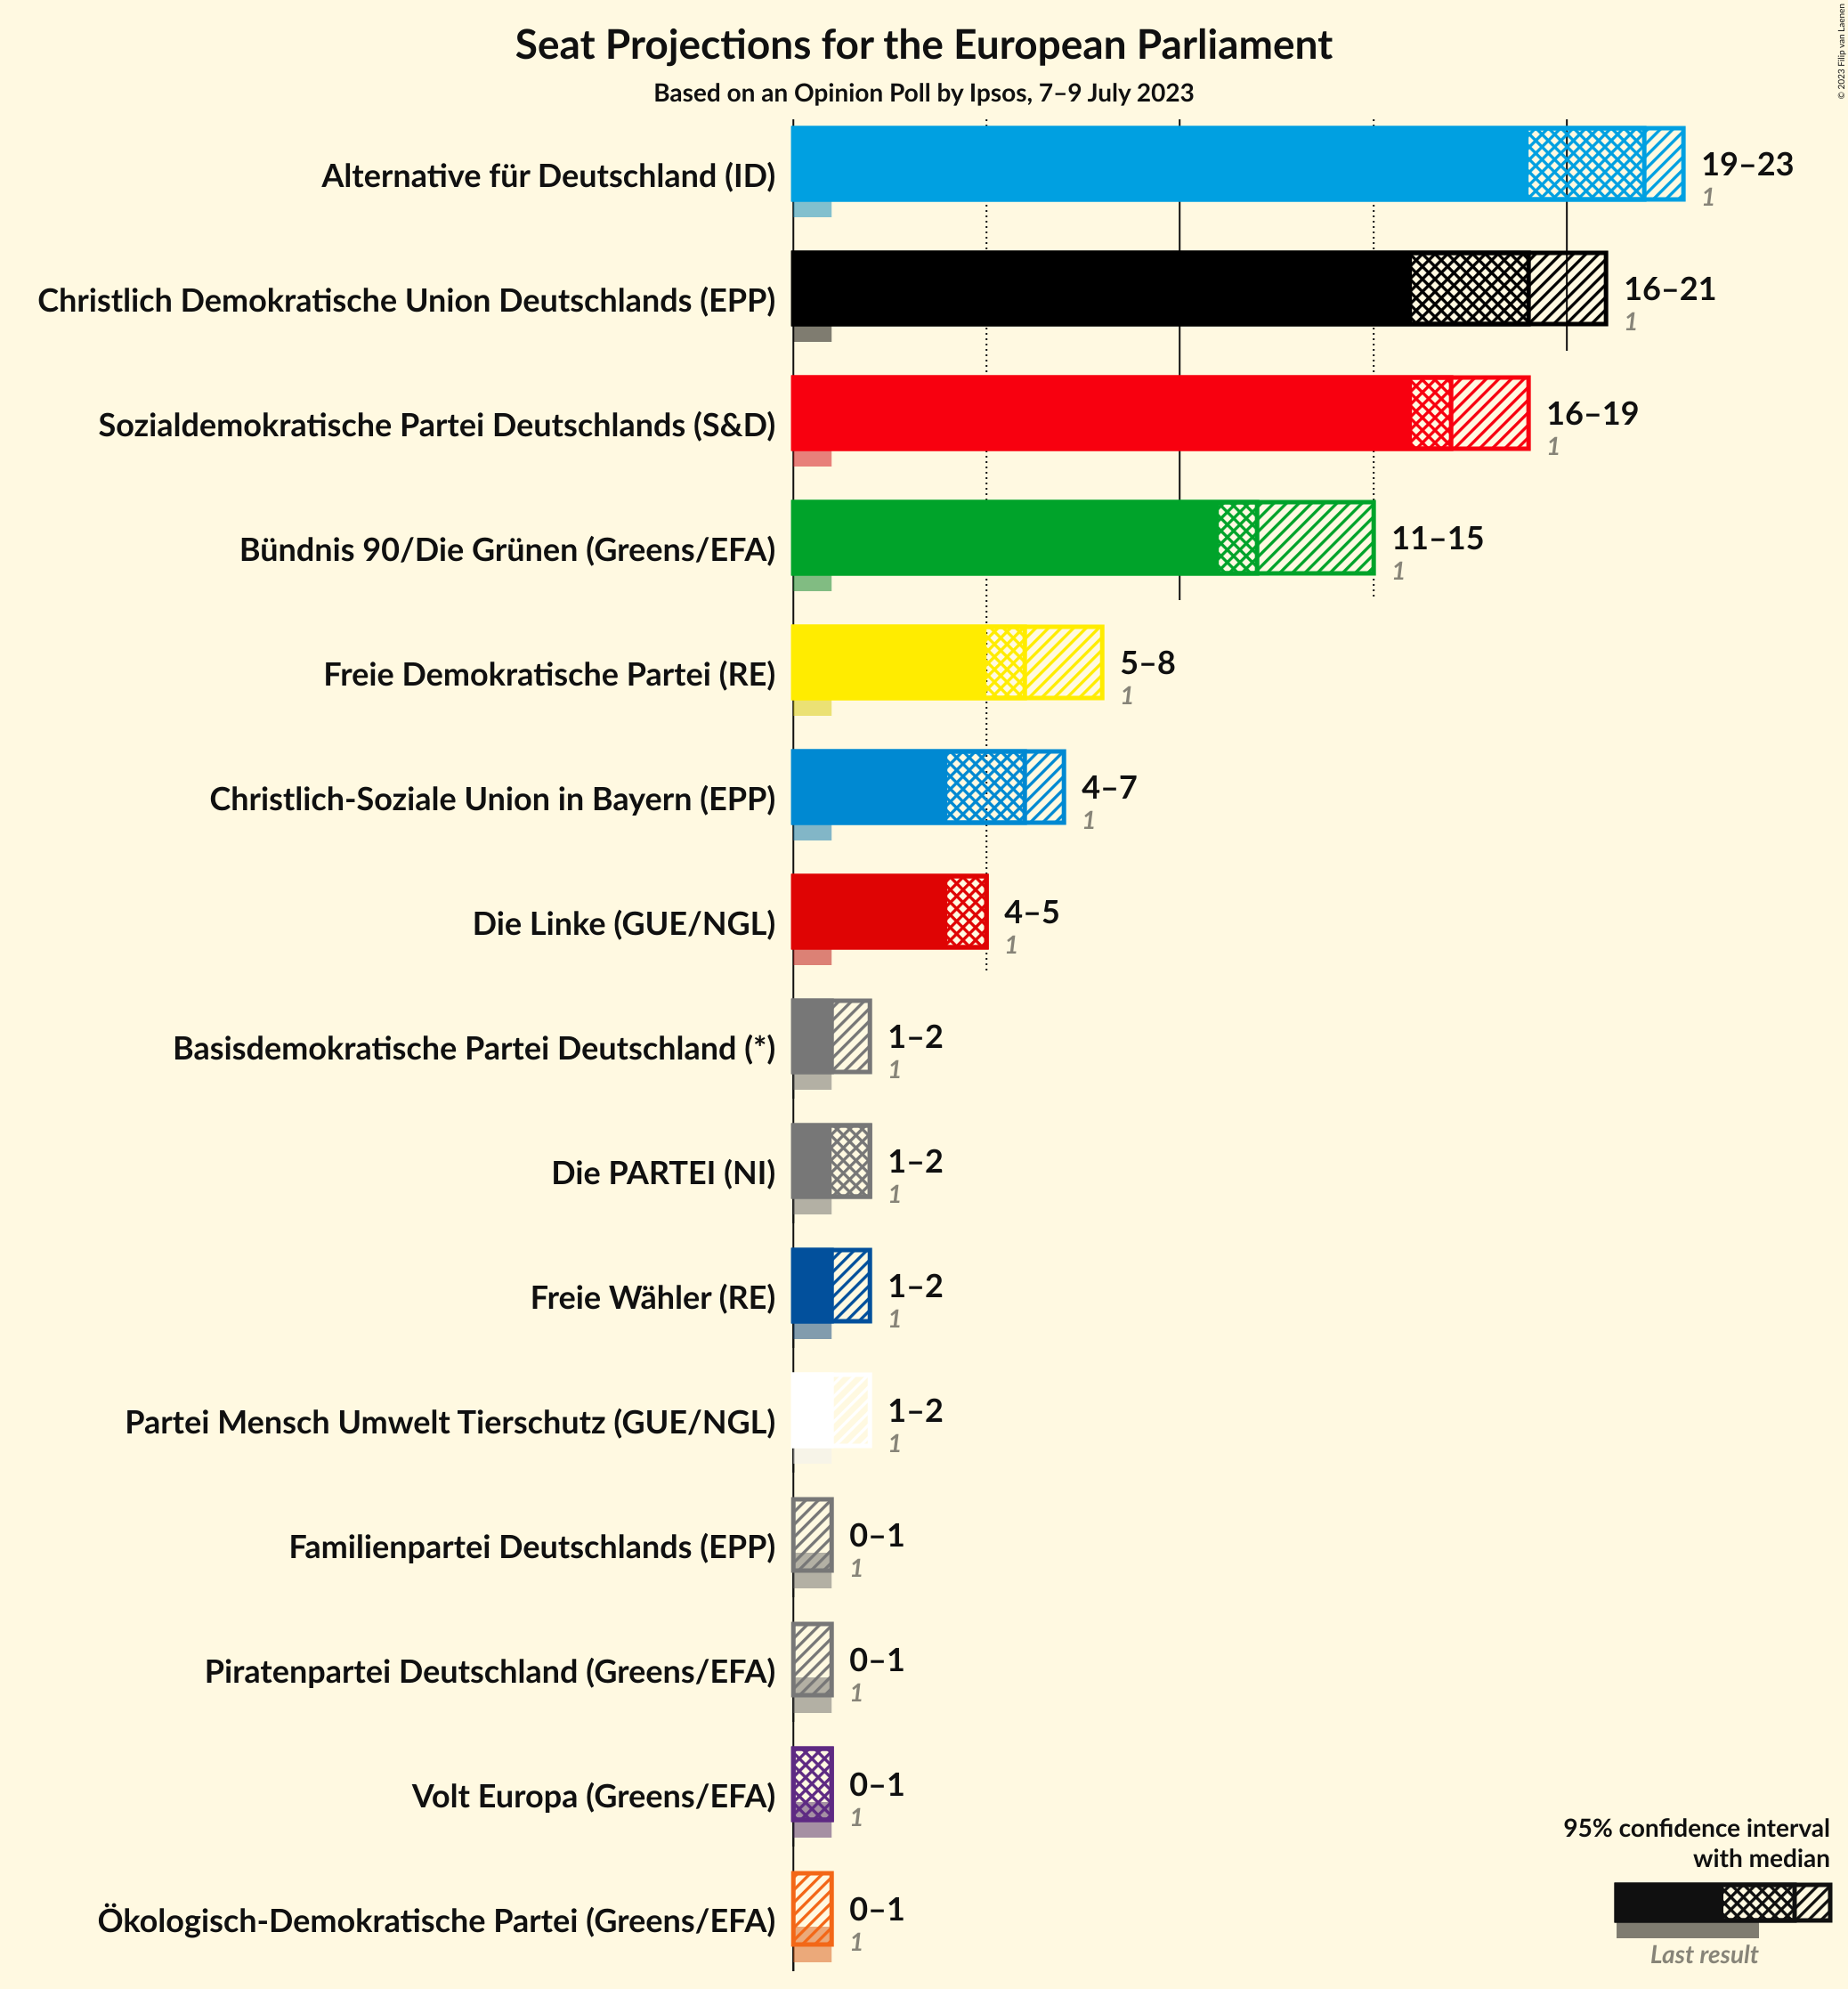 Seat Projections for the European Parliament
Based on an Opinion Poll by Ipsos, 7–9 July 2023
© 2023 Filip van Laenen
Alternative für Deutschland (ID)
19–23
1
Christlich Demokratische Union Deutschlands (EPP)
16–21
1
Sozialdemokratische Partei Deutschlands (S&D)
16–19
1
Bündnis 90/Die Grünen (Greens/EFA)
11–15
1
Freie Demokratische Partei (RE)
5–8
1
Christlich-Soziale Union in Bayern (EPP)
4–7
1
Die Linke (GUE/NGL)
4–5
1
Basisdemokratische Partei Deutschland (*)
1–2
1
Die PARTEI (NI)
1–2
1
Freie Wähler (RE)
1–2
1
Partei Mensch Umwelt Tierschutz (GUE/NGL)
1–2
1
Familienpartei Deutschlands (EPP)
0–1
1
Piratenpartei Deutschland (Greens/EFA)
0–1
1
Volt Europa (Greens/EFA)
0–1
1
Ökologisch-Demokratische Partei (Greens/EFA)
0–1
1
95% confidence interval
with median
Last result